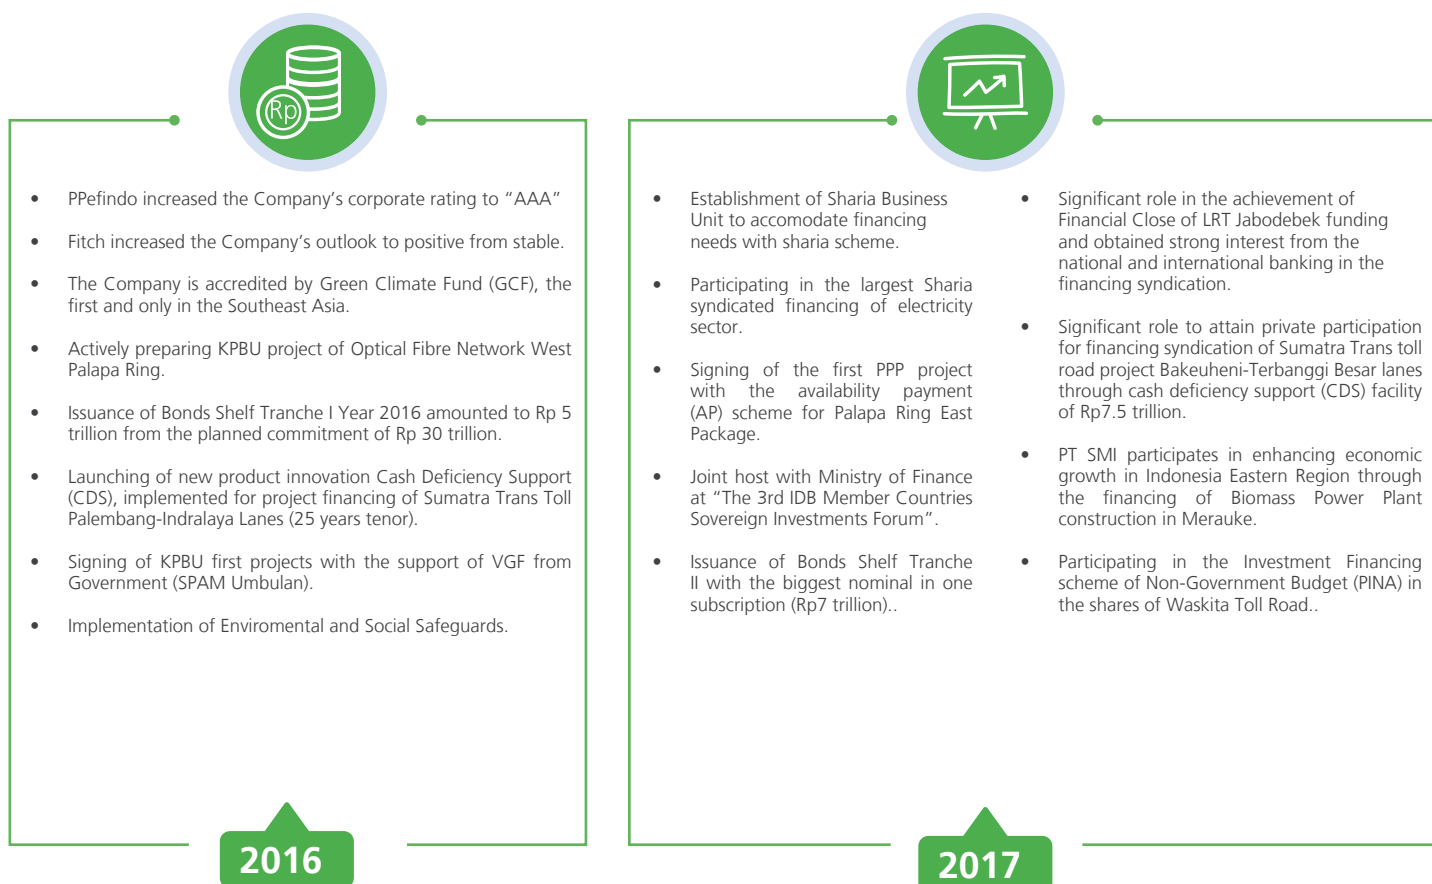 Rp
• PPefindo increased the Company's corporate rating to “AAA”
• Fitch increased the Company's outlook to positive from stable.
• The Company is accredited by Green Climate Fund (GCF), the
first and only in the Southeast Asia.
• Actively preparing KPBU project of Optical Fibre Network West
Palapa Ring.
• Issuance of Bonds Shelf Tranche I Year 2016 amounted to Rp 5
trillion from the planned commitment of Rp 30 trillion.
• Launching of new product innovation Cash Deficiency Support
(CDS), implemented for project financing of Sumatra Trans Toll
Palembang-Indralaya Lanes (25 years tenor).
• Signing of KPBU first projects with the support of VGF from
Government (SPAM Umbulan).
• Implementation of Enviromental and Social Safeguards.
2016
• Establishment of Sharia Business
Unit to accomodate financing
needs with sharia scheme.
• Participating in the largest Sharia
syndicated financing of electricity
sector.
• Signing of the first PPP project
with the availability payment
(AP) scheme for Palapa Ring East
Package.
• Joint host with Ministry of Finance
at “The 3rd IDB Member Countries
Sovereign Investments Forum”.
• Issuance of Bonds Shelf Tranche
II with the biggest nominal in one
subscription (Rp7 trillion)..
• Significant role in the achievement of
Financial Close of LRT Jabodebek funding
and obtained strong interest from the
national and international banking in the
financing syndication.
• Significant role to attain private participation
for financing syndication of Sumatra Trans toll
road project Bakeuheni-Terbanggi Besar lanes
through cash deficiency support (CDS) facility
of Rp7.5 trillion.
• PT SMI participates in enhancing economic
growth in Indonesia Eastern Region through
the financing of Biomass Power Plant
construction in Merauke.
• Participating in the Investment Financing
scheme of Non-Government Budget (PINA) in
the shares of Waskita Toll Road..
2017